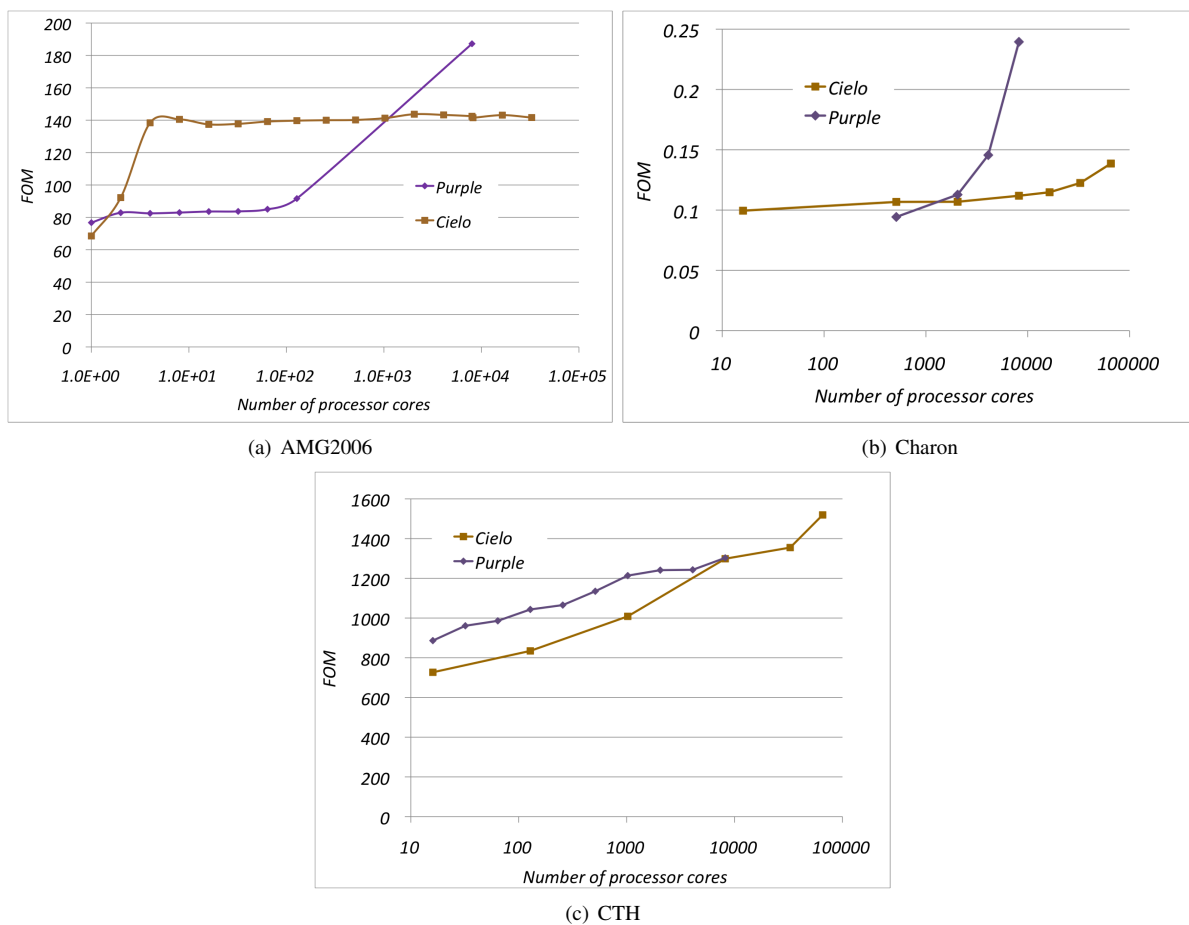 200
180
160
140
120
100
80
60
40
20
0
FOM
Purple
Cielo
1.0E+00 1.0E+01 1.0E+02 1.0E+03 1.0E+04 1.0E+05
Number of processor cores
(a) AMG2006
0.25
0.2
0.15
0.1
0.05
0
FOM
Cielo
Purple
10 100 1000 10000 100000
Number of processor cores
(b) Charon
1600
1400
1200
1000
800
600
400
200
0
FOM
Cielo
Purple
10 100 1000 10000 100000
Number of processor cores
(c) CTH